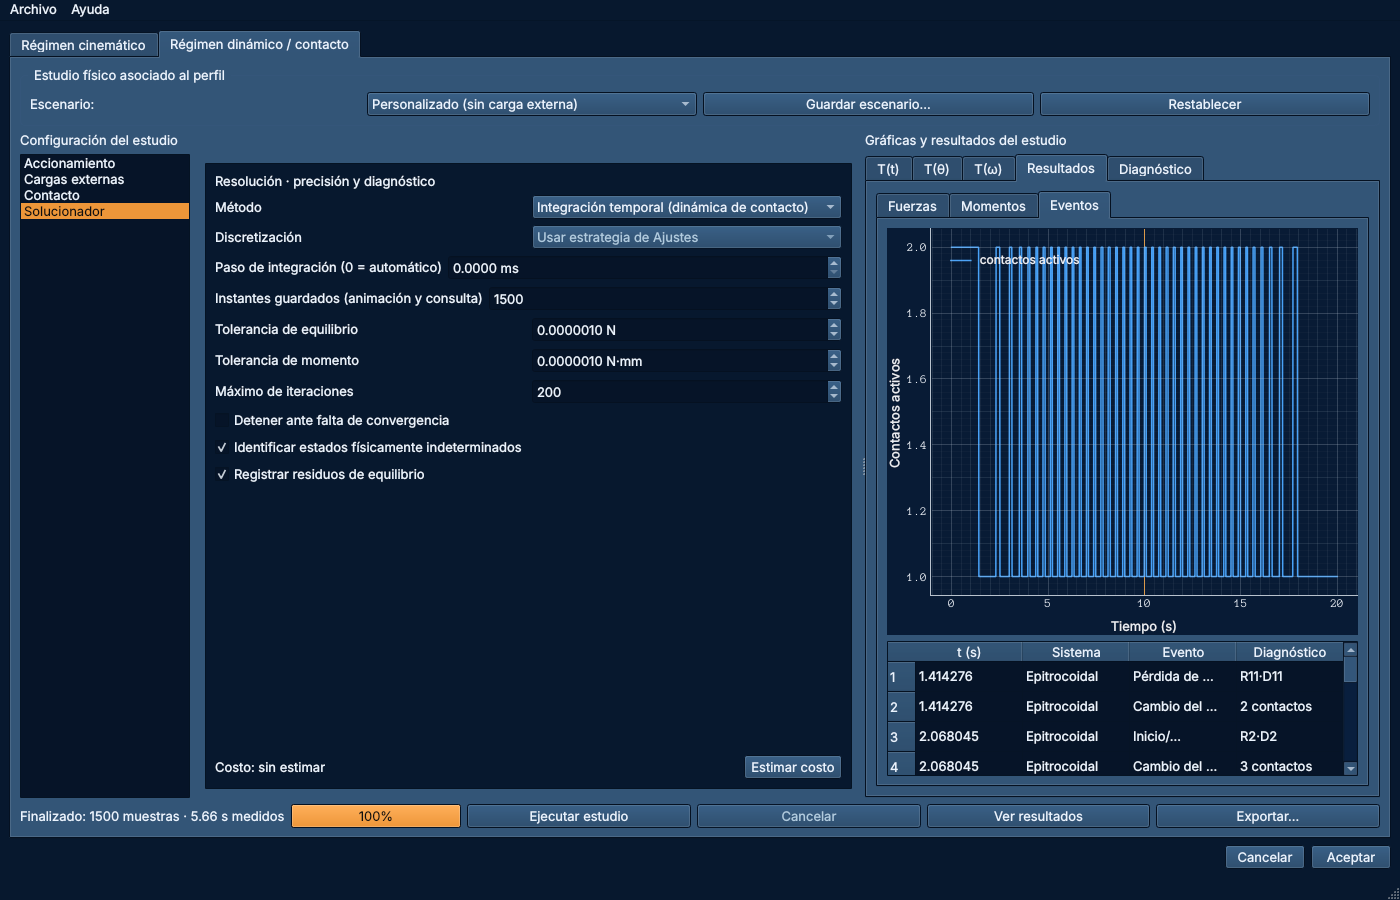 Archivo Ayuda
Régimen cinemático Régimen dinámico / contacto
Estudio físico asociado al perfil
Escenario: Personalizado (sin carga externa) Guardar escenario... Restablecer
Configuración del estudio
Accionamiento
Cargas externas
Contacto
Solucionador
Resolución · precisión y diagnóstico
Método Integración temporal (dinámica de contacto)
Discretización Usar estrategia de Ajustes
Paso de integración (0 = automático) 0.0000 ms
Instantes guardados (animación y consulta) 1500
Tolerancia de equilibrio 0.0000010 N
Tolerancia de momento 0.0000010 N·mm
Máximo de iteraciones 200
Detener ante falta de convergencia
✓ Identificar estados físicamente indeterminados
✓ Registrar residuos de equilibrio
Costo: sin estimar Estimar costo
Gráficas y resultados del estudio
T(t) T(θ) T(ω) Resultados Diagnóstico
Fuerzas Momentos Eventos
contactos activos
Contactos activos
2.0
1.8
1.6
1.4
1.2
1.0
0 5 10 15 20
Tiempo (s)
t (s) Sistema Evento Diagnóstico
1 1.414276 Epitrocoidal Pérdida de ... R11·D11
2 1.414276 Epitrocoidal Cambio del ... 2 contactos
3 2.068045 Epitrocoidal Inicio/... R2·D2
4 2.068045 Epitrocoidal Cambio del ... 3 contactos
Finalizado: 1500 muestras · 5.66 s medidos 100% Ejecutar estudio Cancelar Ver resultados Exportar...
Cancelar Aceptar